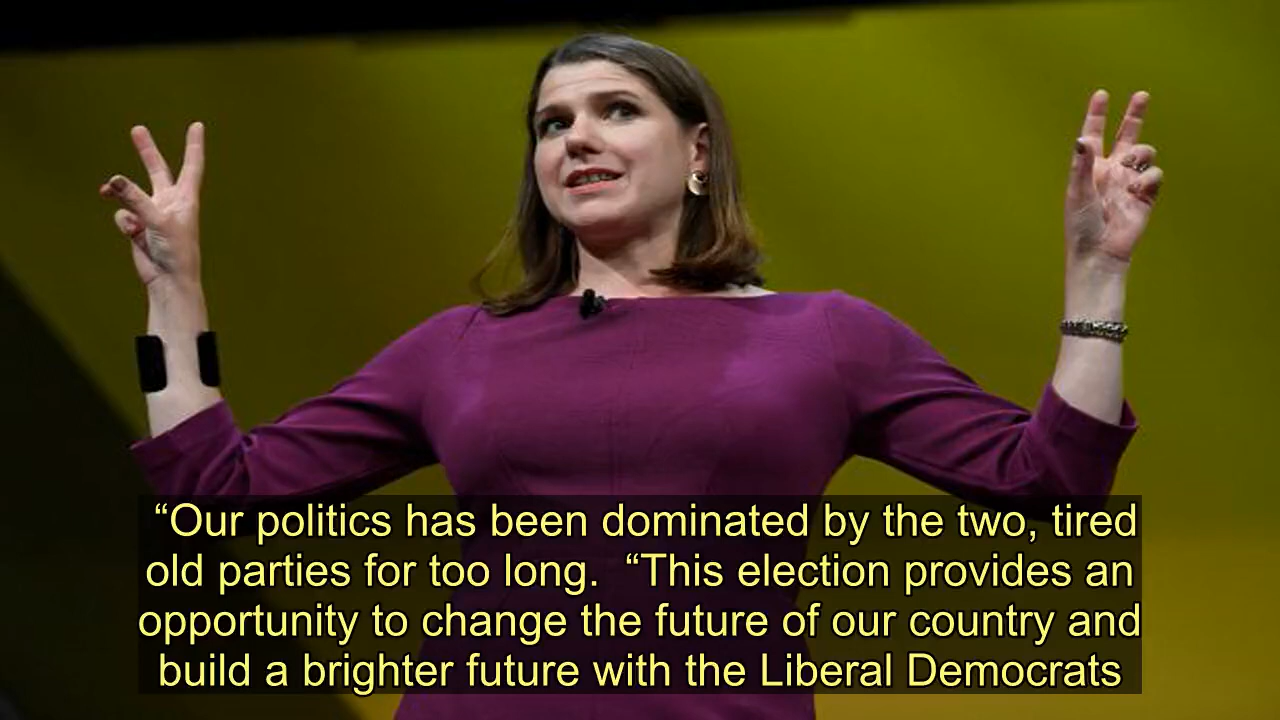 “Our politics has been dominated by the two, tired
old parties for too long.  “This election provides an
opportunity to change the future of our country and
build a brighter future with the Liberal Democrats